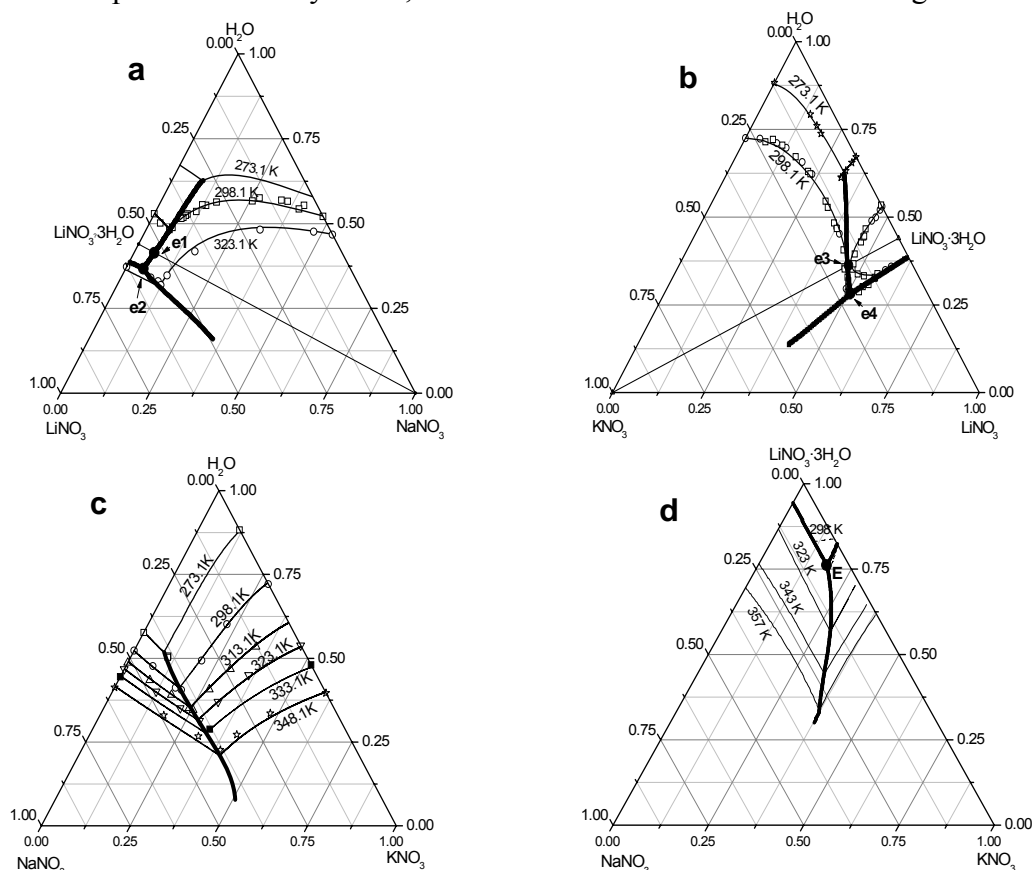 a
H2O
0.00 1.00
0.25 0.75
273.1 K
298.1 K
0.50 0.50
LiNO3·3H2O
323.1 K
e1
e2
0.75 0.25
1.00 0.00
0.00 0.25 0.50 0.75 1.00
LiNO3 NaNO3
b
H2O
0.00 1.00
273.1 K
0.25 0.75
298.1 K
0.50 0.50
LiNO3·3H2O
e3
e4
0.75 0.25
1.00 0.00
0.00 0.25 0.50 0.75 1.00
KNO3 LiNO3
c
H2O
0.00 1.00
273.1K
0.25 0.75
298.1K
313.1K
0.50 0.50
323.1K
333.1K
348.1K
0.75 0.25
1.00 0.00
0.00 0.25 0.50 0.75 1.00
NaNO3 KNO3
d
LiNO3·3H2O
0.00 1.00
298 K
0.25 0.75
E
323 K
343 K
357 K
0.50 0.50
0.75 0.25
1.00 0.00
0.00 0.25 0.50 0.75 1.00
NaNO3 KNO3